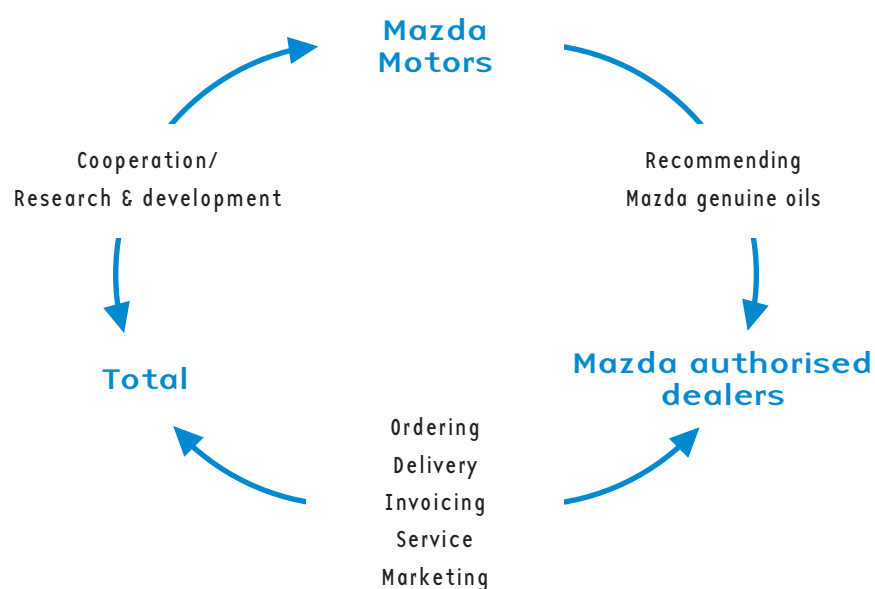 Mazda
Motors
Cooperation/
Research & development
Recommending
Mazda genuine oils
Total
Mazda authorised
dealers
Ordering
Delivery
Invoicing
Service
Marketing